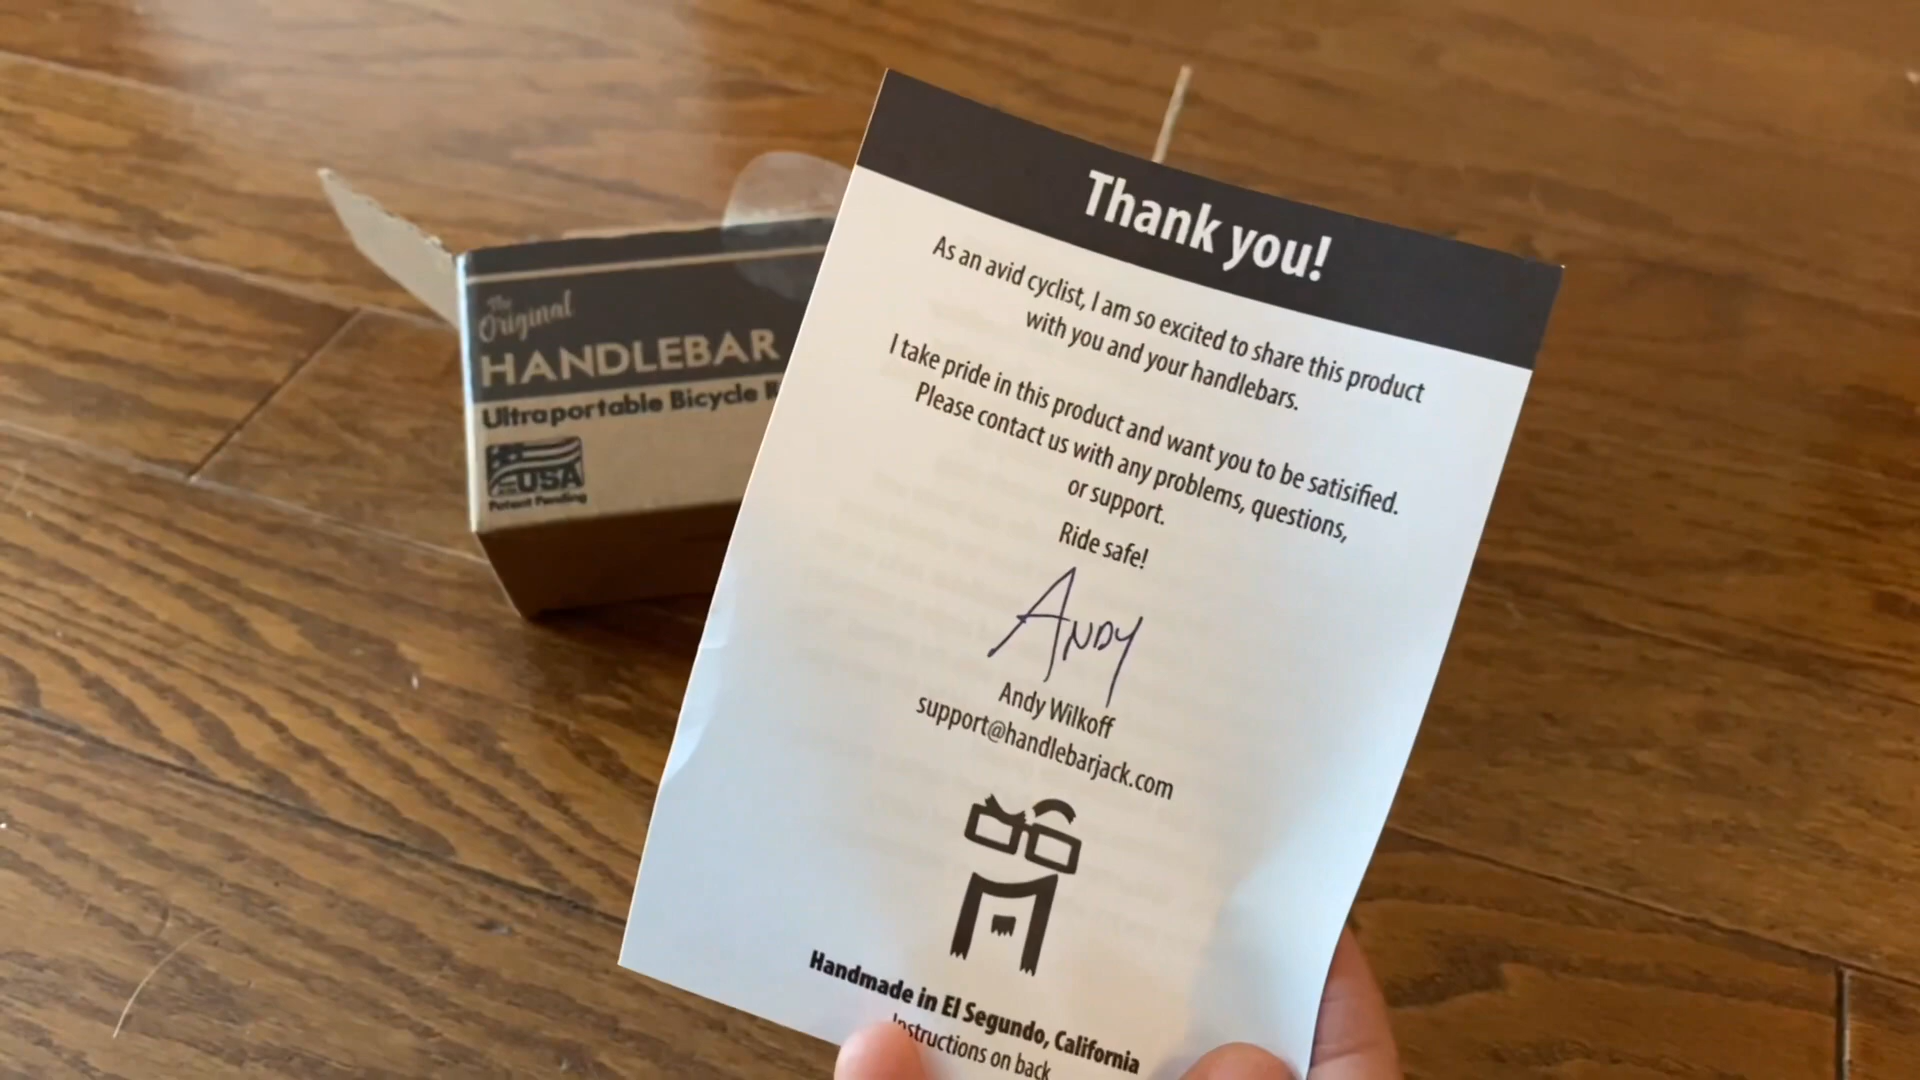 The
Original
HANDLEBAR
Ultraportable Bicycle
USA
Patent Pending
Thank you!
As an avid cyclist, I am so excited to share this product
with you and your handlebars.
I take pride in this product and want you to be satisified.
Please contact us with any problems, questions,
or support.
Ride safe!
ANDY
Andy Wilkoff
support@handlebarjack.com
Handmade in El Segundo, California
Instructions on back